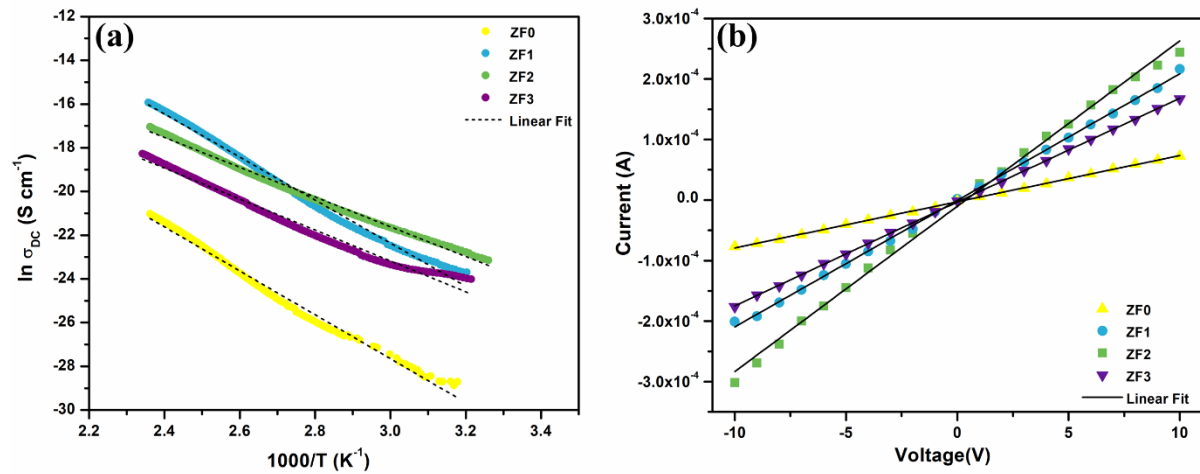 (a)
ZF0
ZF1
ZF2
ZF3
Linear Fit
ln σDC (S cm-1)
-12
-14
-16
-18
-20
-22
-24
-26
-28
-30
2.2 2.4 2.6 2.8 3.0 3.2 3.4
1000/T (K-1)
(b)
Current (A)
3.0x10-4
2.0x10-4
1.0x10-4
0.0
-1.0x10-4
-2.0x10-4
-3.0x10-4
ZF0
ZF1
ZF2
ZF3
Linear Fit
-10 -5 0 5 10
Voltage(V)